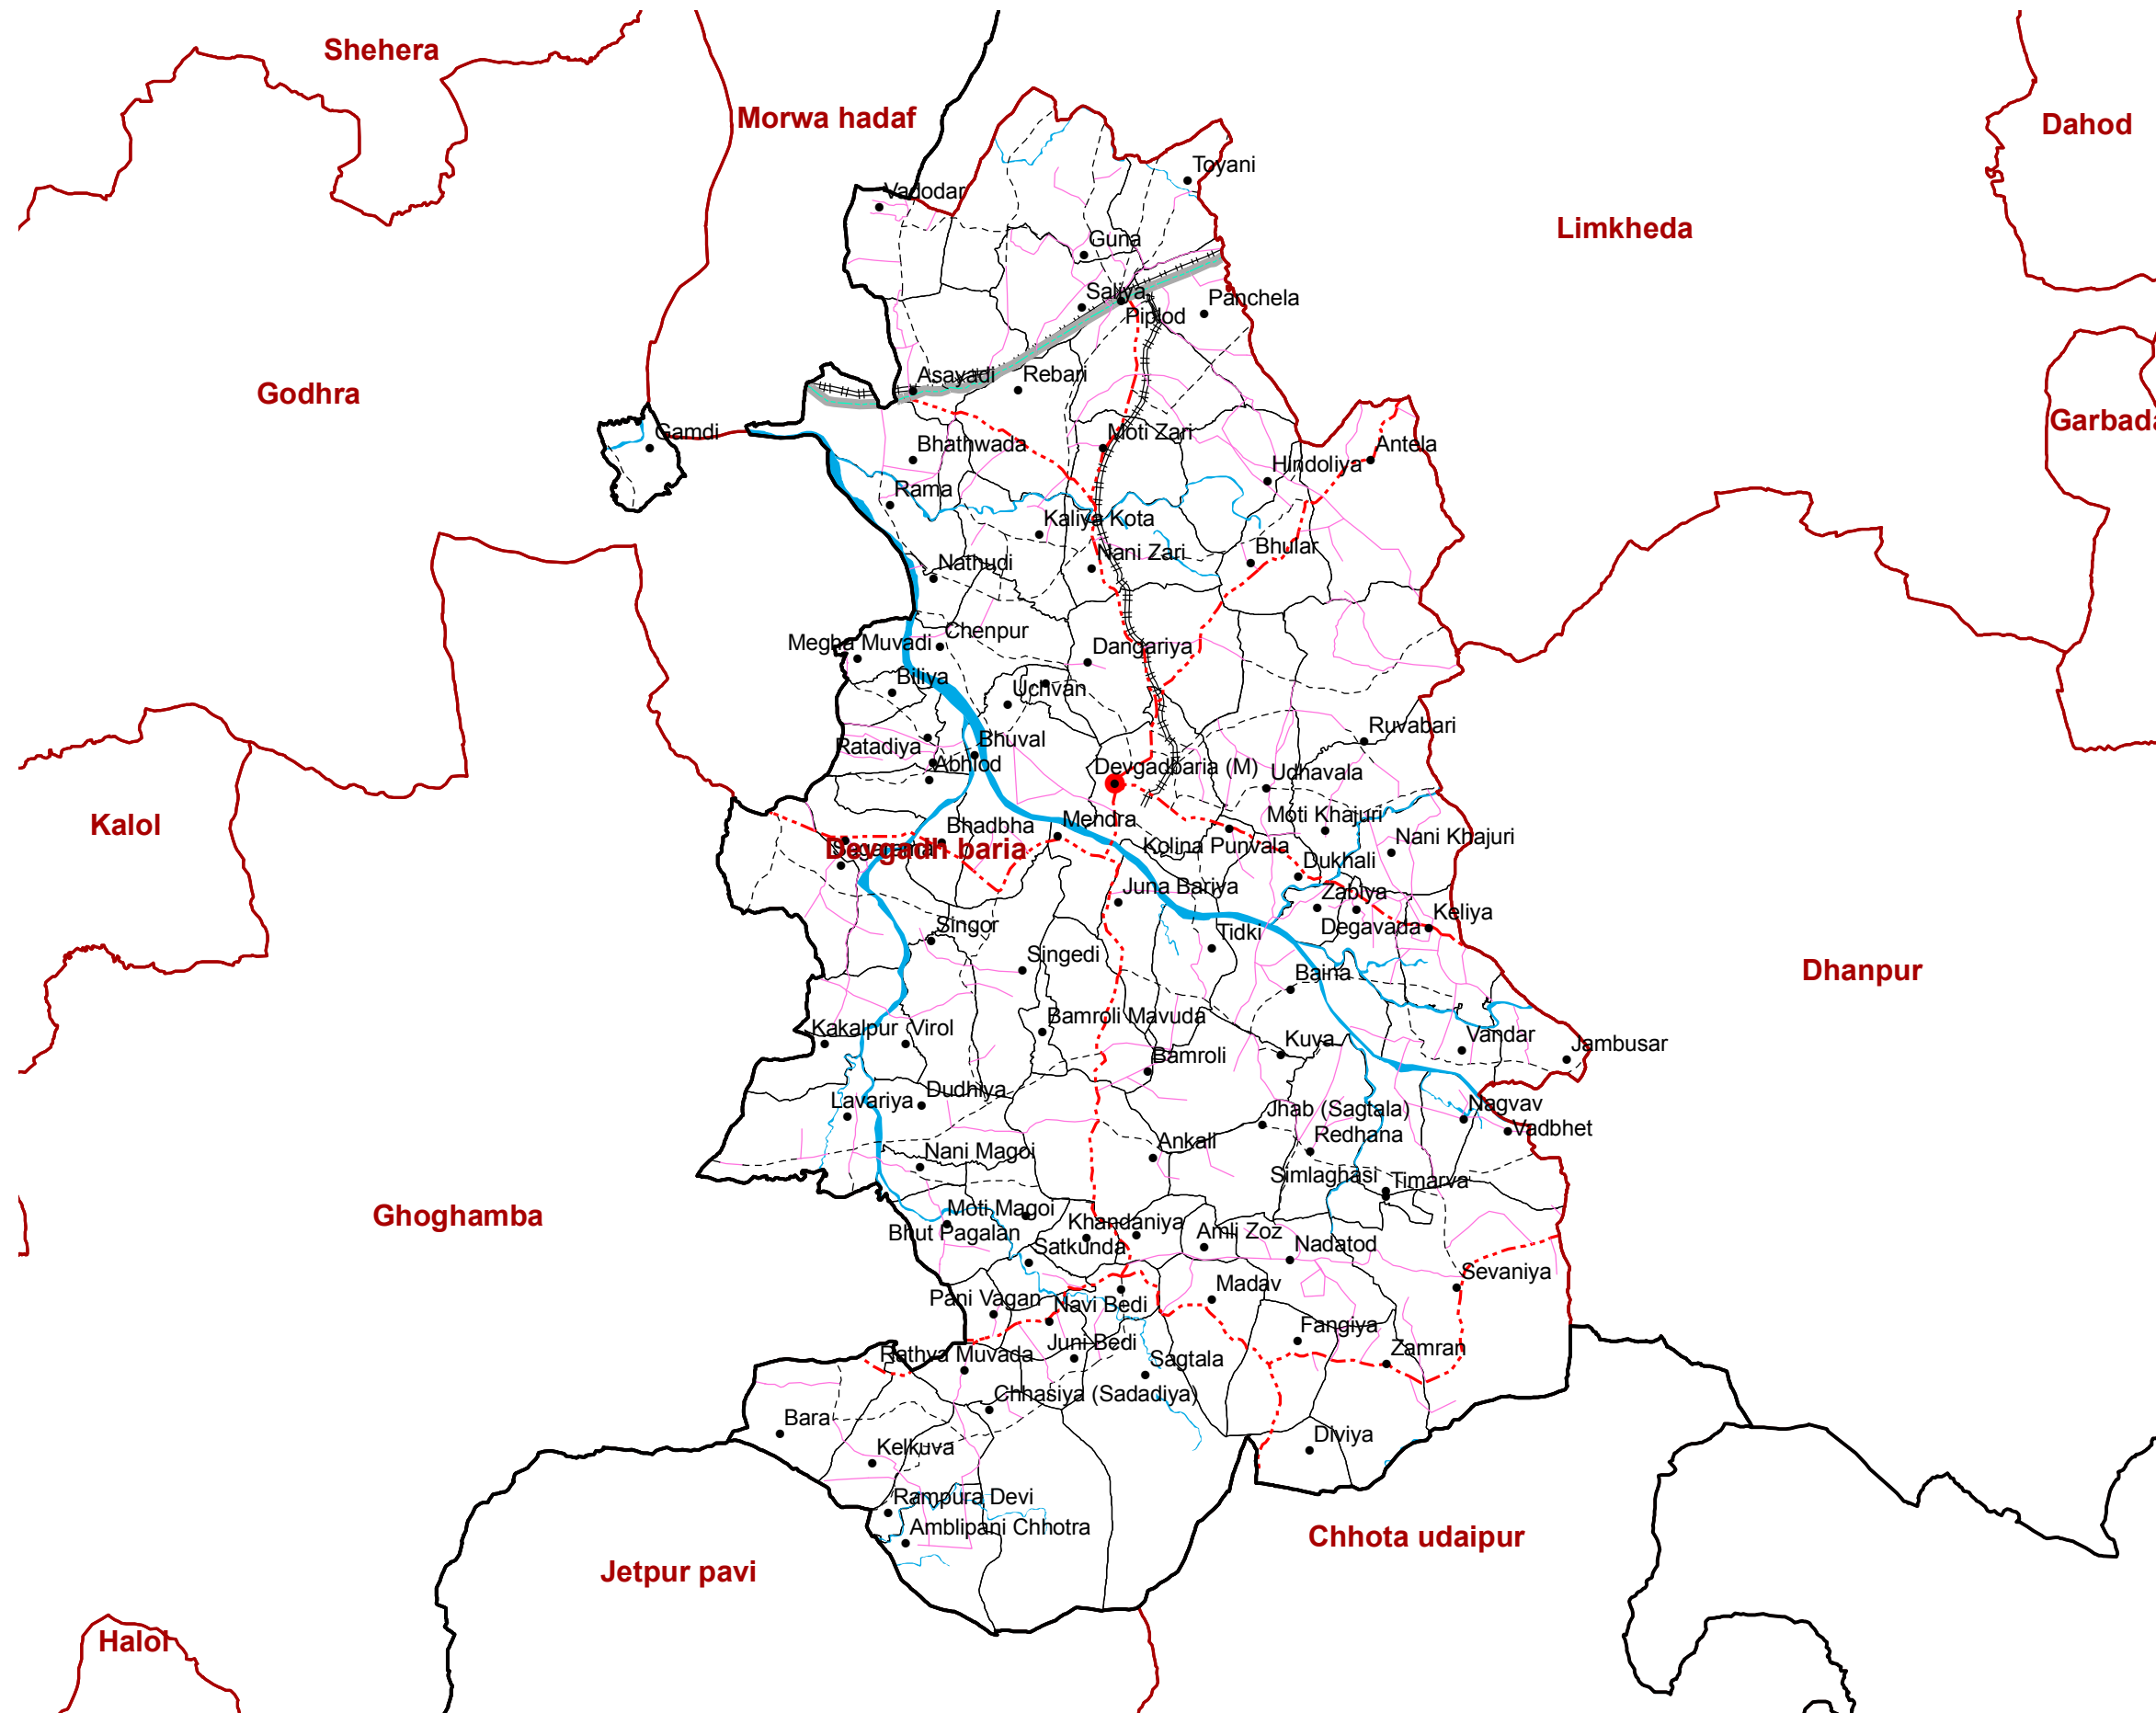 Shehera
Morwa hadaf
Dahod
Toyani
Vadodar
Limkheda
Guna
Saliya
Panchela
Piplod
Asayadi
Rebari
Godhra
Garbada
Gamdi
Moti Zari
Bhathwada
Antela
Hindoliya
Rama
Kaliya Kota
Nani Zari
Bhular
Nathudi
Chenpur
Megha Muvadi
Dangariya
Biliya
Uchvan
Ruvabari
Bhuval
Ratadiya
Abhlod
Devgadbaria (M)
Udhavala
Kalol
Moti Khajuri
Mendra
Bhadbha
Nani Khajuri
Kolina Punvala
Devgadh baria
Dukhali
Juna Bariya
Zabiya
Keliya
Degavada
Singor
Tidki
Singedi
Baina
Dhanpur
Bamroli Mavuda
Kakalpur
Virol
Kuva
Vandar
Jambusar
Bamroli
Dudhiya
Lavariya
Jhab (Sagtala)
Nagvav
Vadbhet
Redhana
Ankali
Nani Magoi
Simlaghasi
Timarva
Ghoghamba
Moti Magoi
Khandaniya
Bhut Pagalan
Amli Zoz
Satkunda
Nadatod
Sevaniya
Madav
Pani Vagan
Navi Bedi
Fangiya
Juni Bedi
Rathva Muvada
Sagtala
Zamran
Chhasiya (Sadadiya)
Bara
Diviya
Kelkuva
Rampura Devi
Amblipani Chhotra
Chhota udaipur
Jetpur pavi
Halol